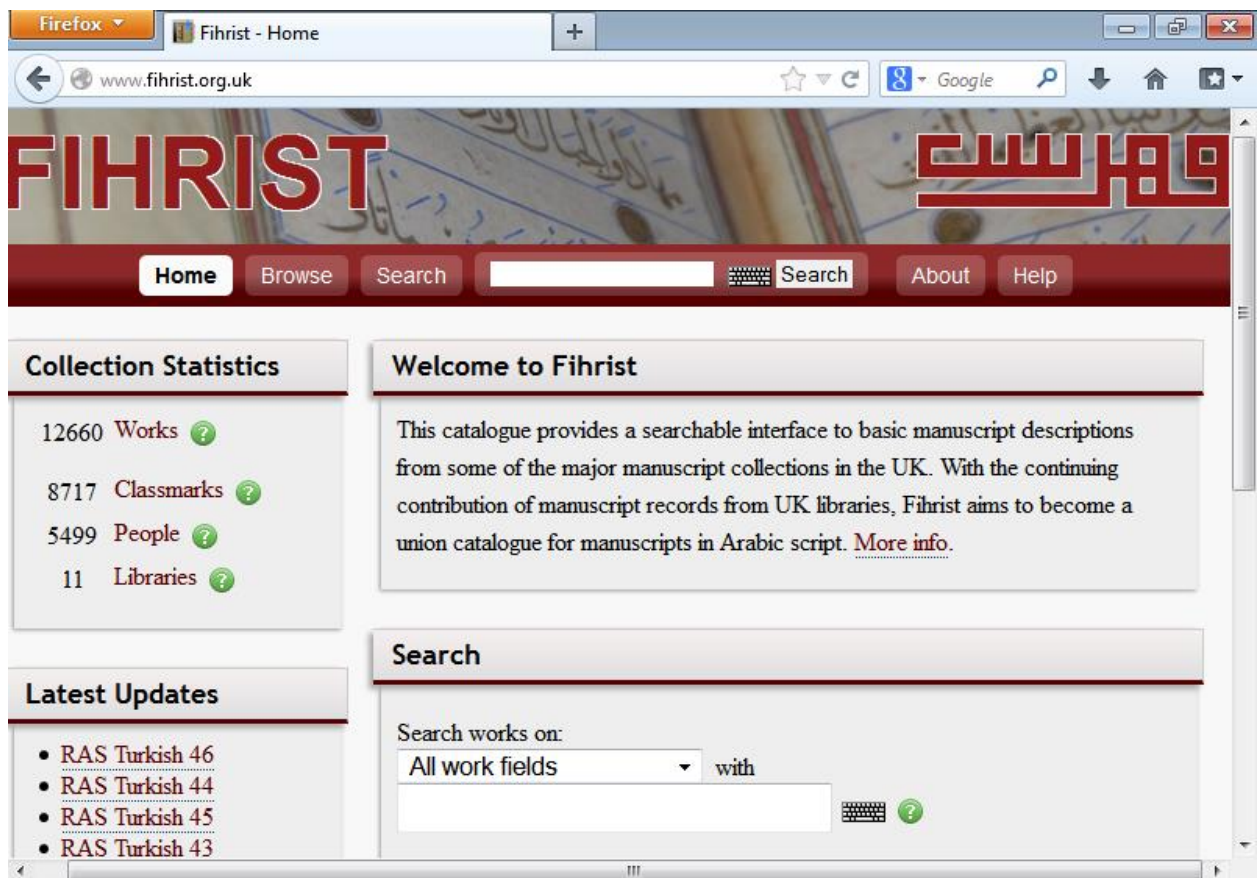 Firefox
Fihrist - Home
www.fihrist.org.uk
Google
FIHRIST
فهرست
Home Browse Search Search About Help
Collection Statistics
12660 Works ?
8717 Classmarks ?
5499 People ?
11 Libraries ?
Latest Updates
RAS Turkish 46
RAS Turkish 44
RAS Turkish 45
RAS Turkish 43
Welcome to Fihrist
This catalogue provides a searchable interface to basic manuscript descriptions
from some of the major manuscript collections in the UK. With the continuing
contribution of manuscript records from UK libraries, Fihrist aims to become a
union catalogue for manuscripts in Arabic script. More info.
Search
Search works on:
All work fields with
?